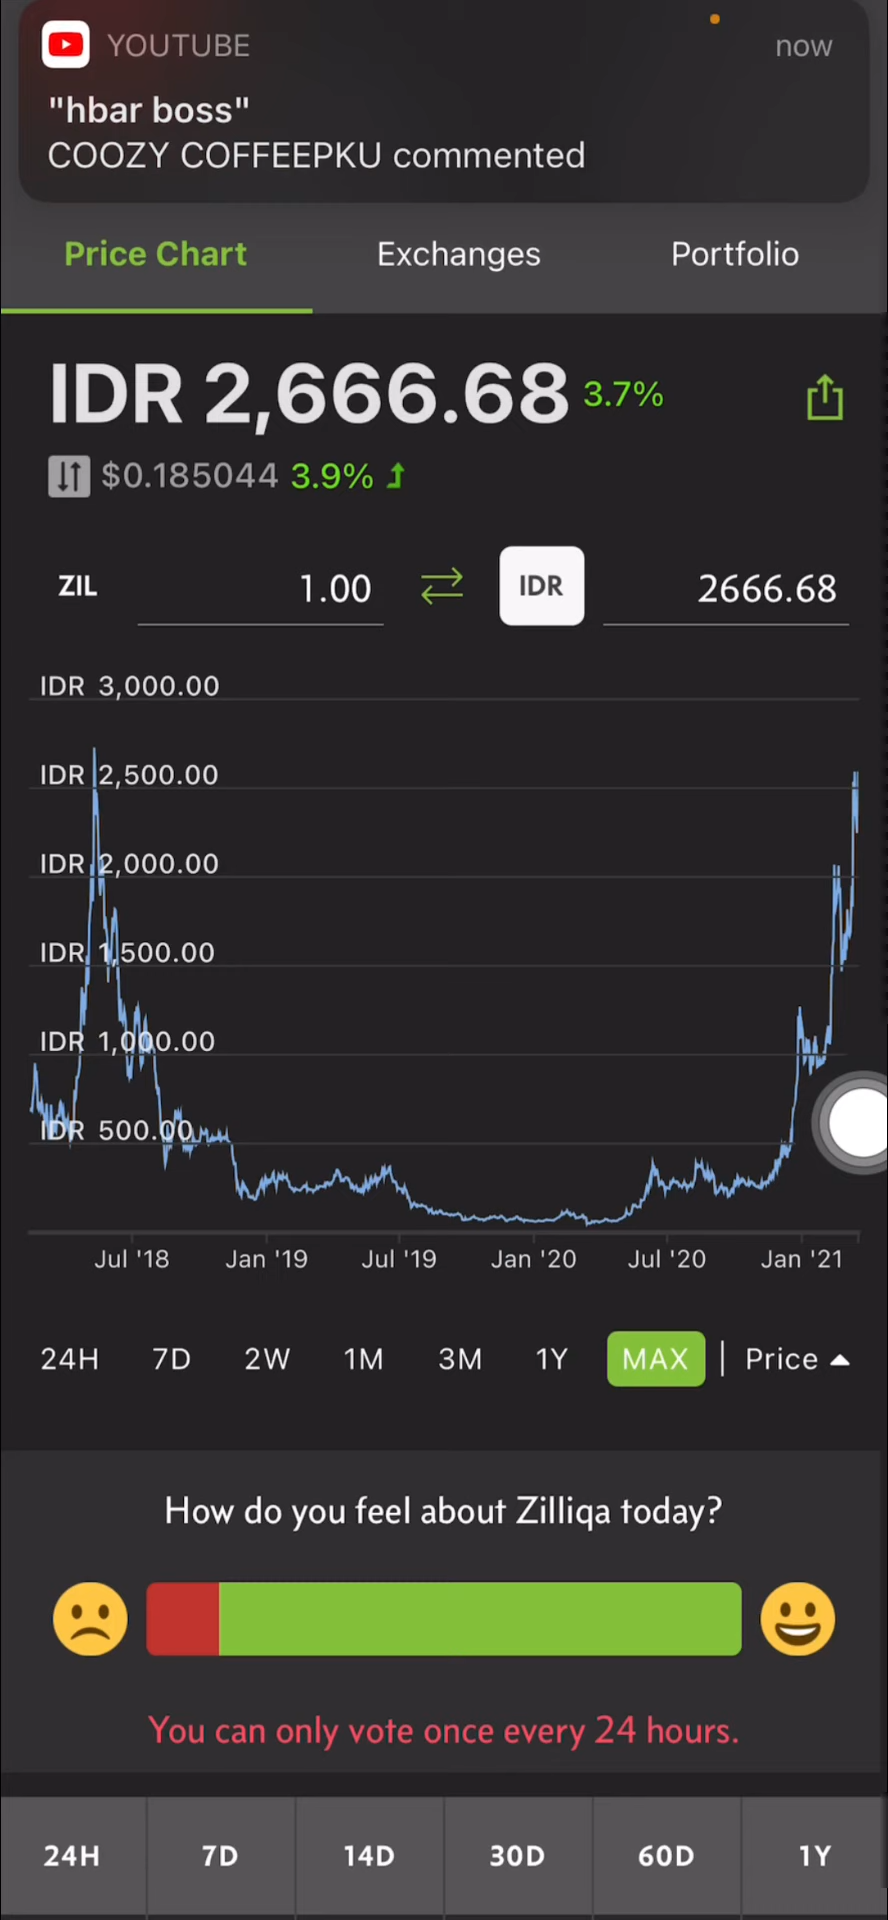 YOUTUBE now
"hbar boss"
COOZY COFFEEPKU commented
Price Chart Exchanges Portfolio
IDR 2,666.68 3.7%
$0.185044 3.9%
ZIL 1.00 IDR 2666.68
IDR 3,000.00
IDR 2,500.00
IDR 2,000.00
IDR 1,500.00
IDR 1,000.00
IDR 500.00
Jul '18 Jan '19 Jul '19 Jan '20 Jul '20 Jan '21
24H 7D 2W 1M 3M 1Y MAX | Price
How do you feel about Zilliqa today?
You can only vote once every 24 hours.
24H 7D 14D 30D 60D 1Y